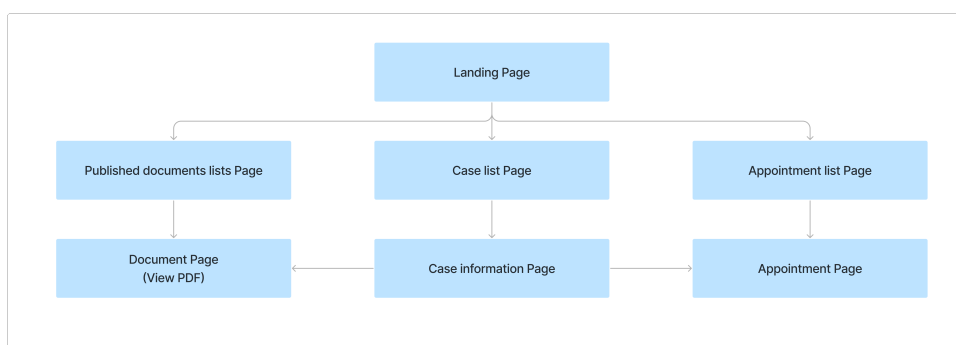 Landing Page
Published documents lists Page
Case list Page
Appointment list Page
Document Page
(View PDF)
Case information Page
Appointment Page